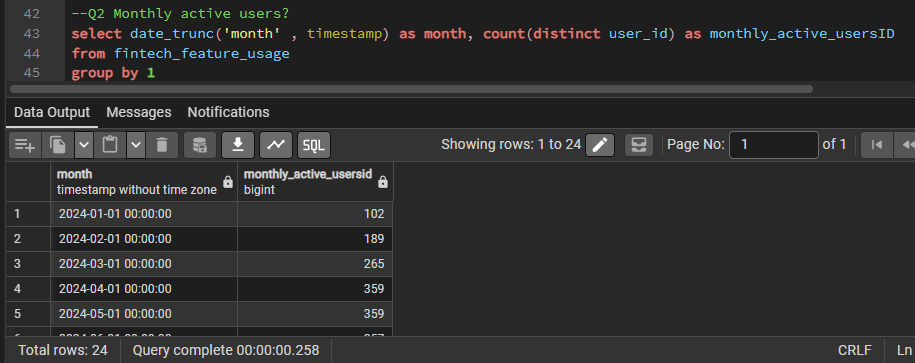 42 --Q2 Monthly active users?
43 select date_trunc('month' , timestamp) as month, count(distinct user_id) as monthly_active_usersID
44 from fintech_feature_usage
45 group by 1
Data Output Messages Notifications
SQL Showing rows: 1 to 24 Page No: 1 of 1
month monthly_active_usersid
timestamp without time zone bigint
1 2024-01-01 00:00:00 102
2 2024-02-01 00:00:00 189
3 2024-03-01 00:00:00 265
4 2024-04-01 00:00:00 359
5 2024-05-01 00:00:00 359
Total rows: 24 Query complete 00:00:00.258 CRLF Ln